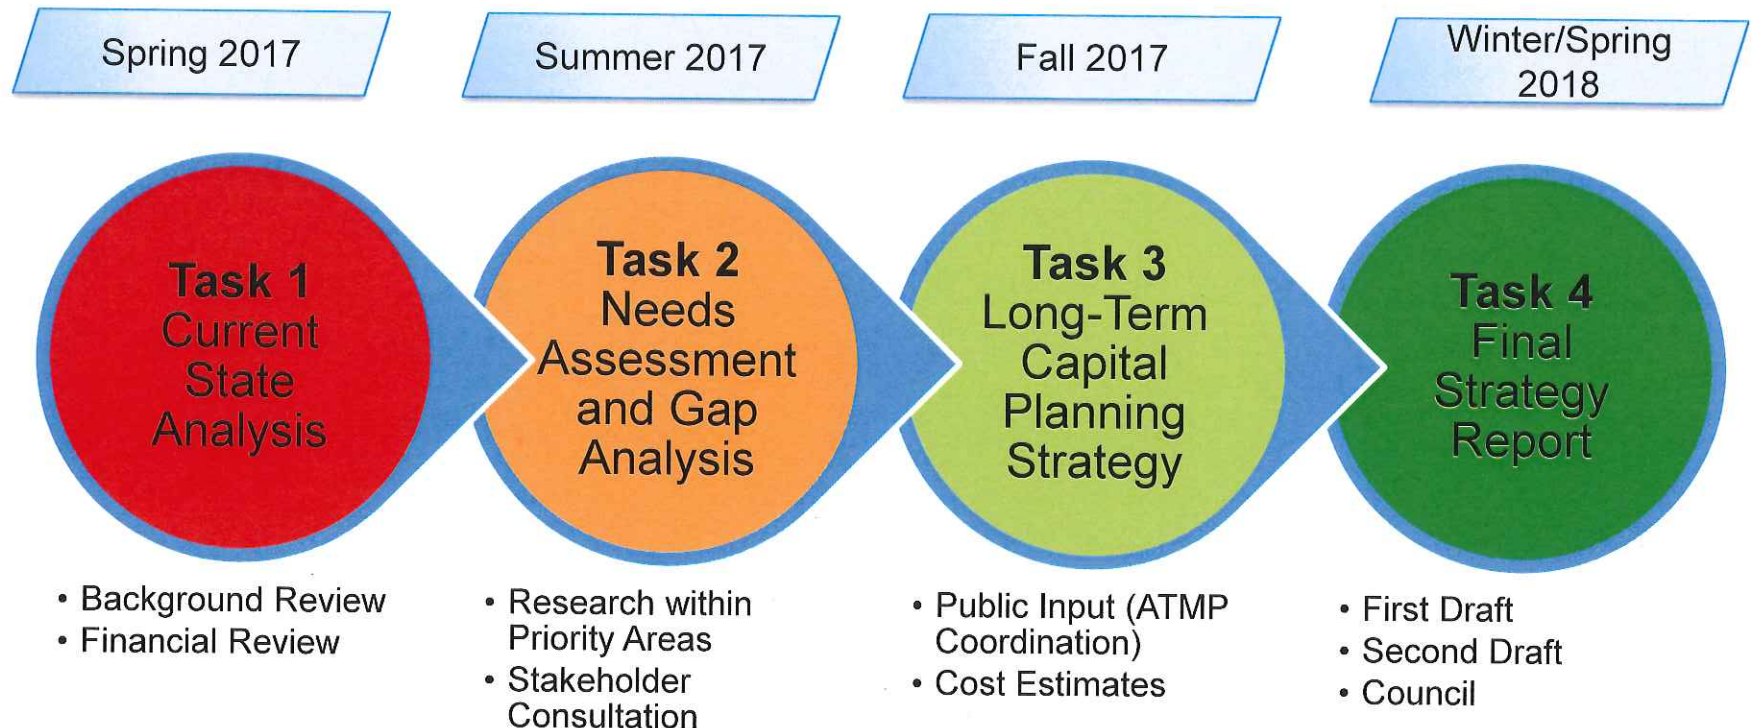 Spring 2017
Summer 2017
Fall 2017
Winter/Spring
2018
Task 1
Current
State
Analysis
Task 2
Needs
Assessment
and Gap
Analysis
Task 3
Long-Term
Capital
Planning
Strategy
Task 4
Final
Strategy
Report
• Background Review
• Financial Review
• Research within
Priority Areas
• Stakeholder
Consultation
• Public Input (ATMP
Coordination)
• Cost Estimates
• First Draft
• Second Draft
• Council